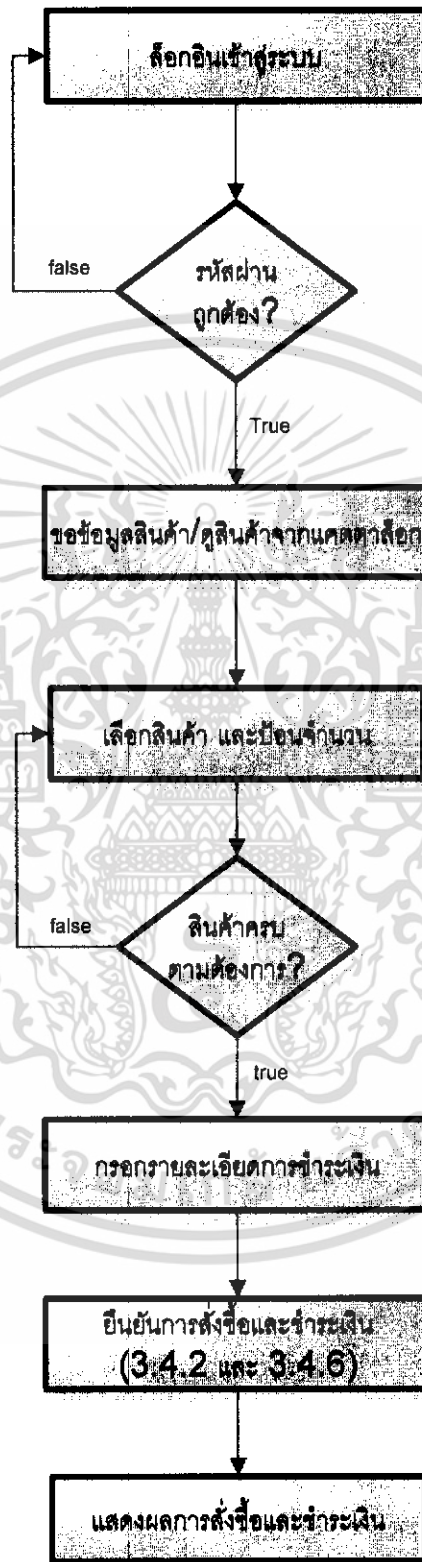 ล็อกอินเข้าสู่ระบบ
รหัสผ่าน
ถูกต้อง?
false
True
ขอข้อมูลสินค้า/ดูสินค้าจากแคตตาล็อก
เลือกสินค้า และป้อนจำนวน
สินค้าครบ
ตามต้องการ?
false
true
กรอกรายละเอียดการชำระเงิน
ยืนยันการสั่งซื้อและชำระเงิน
(3.4.2 และ 3.4.6)
แสดงผลการสั่งซื้อและชำระเงิน